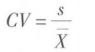 CV = s / X̄